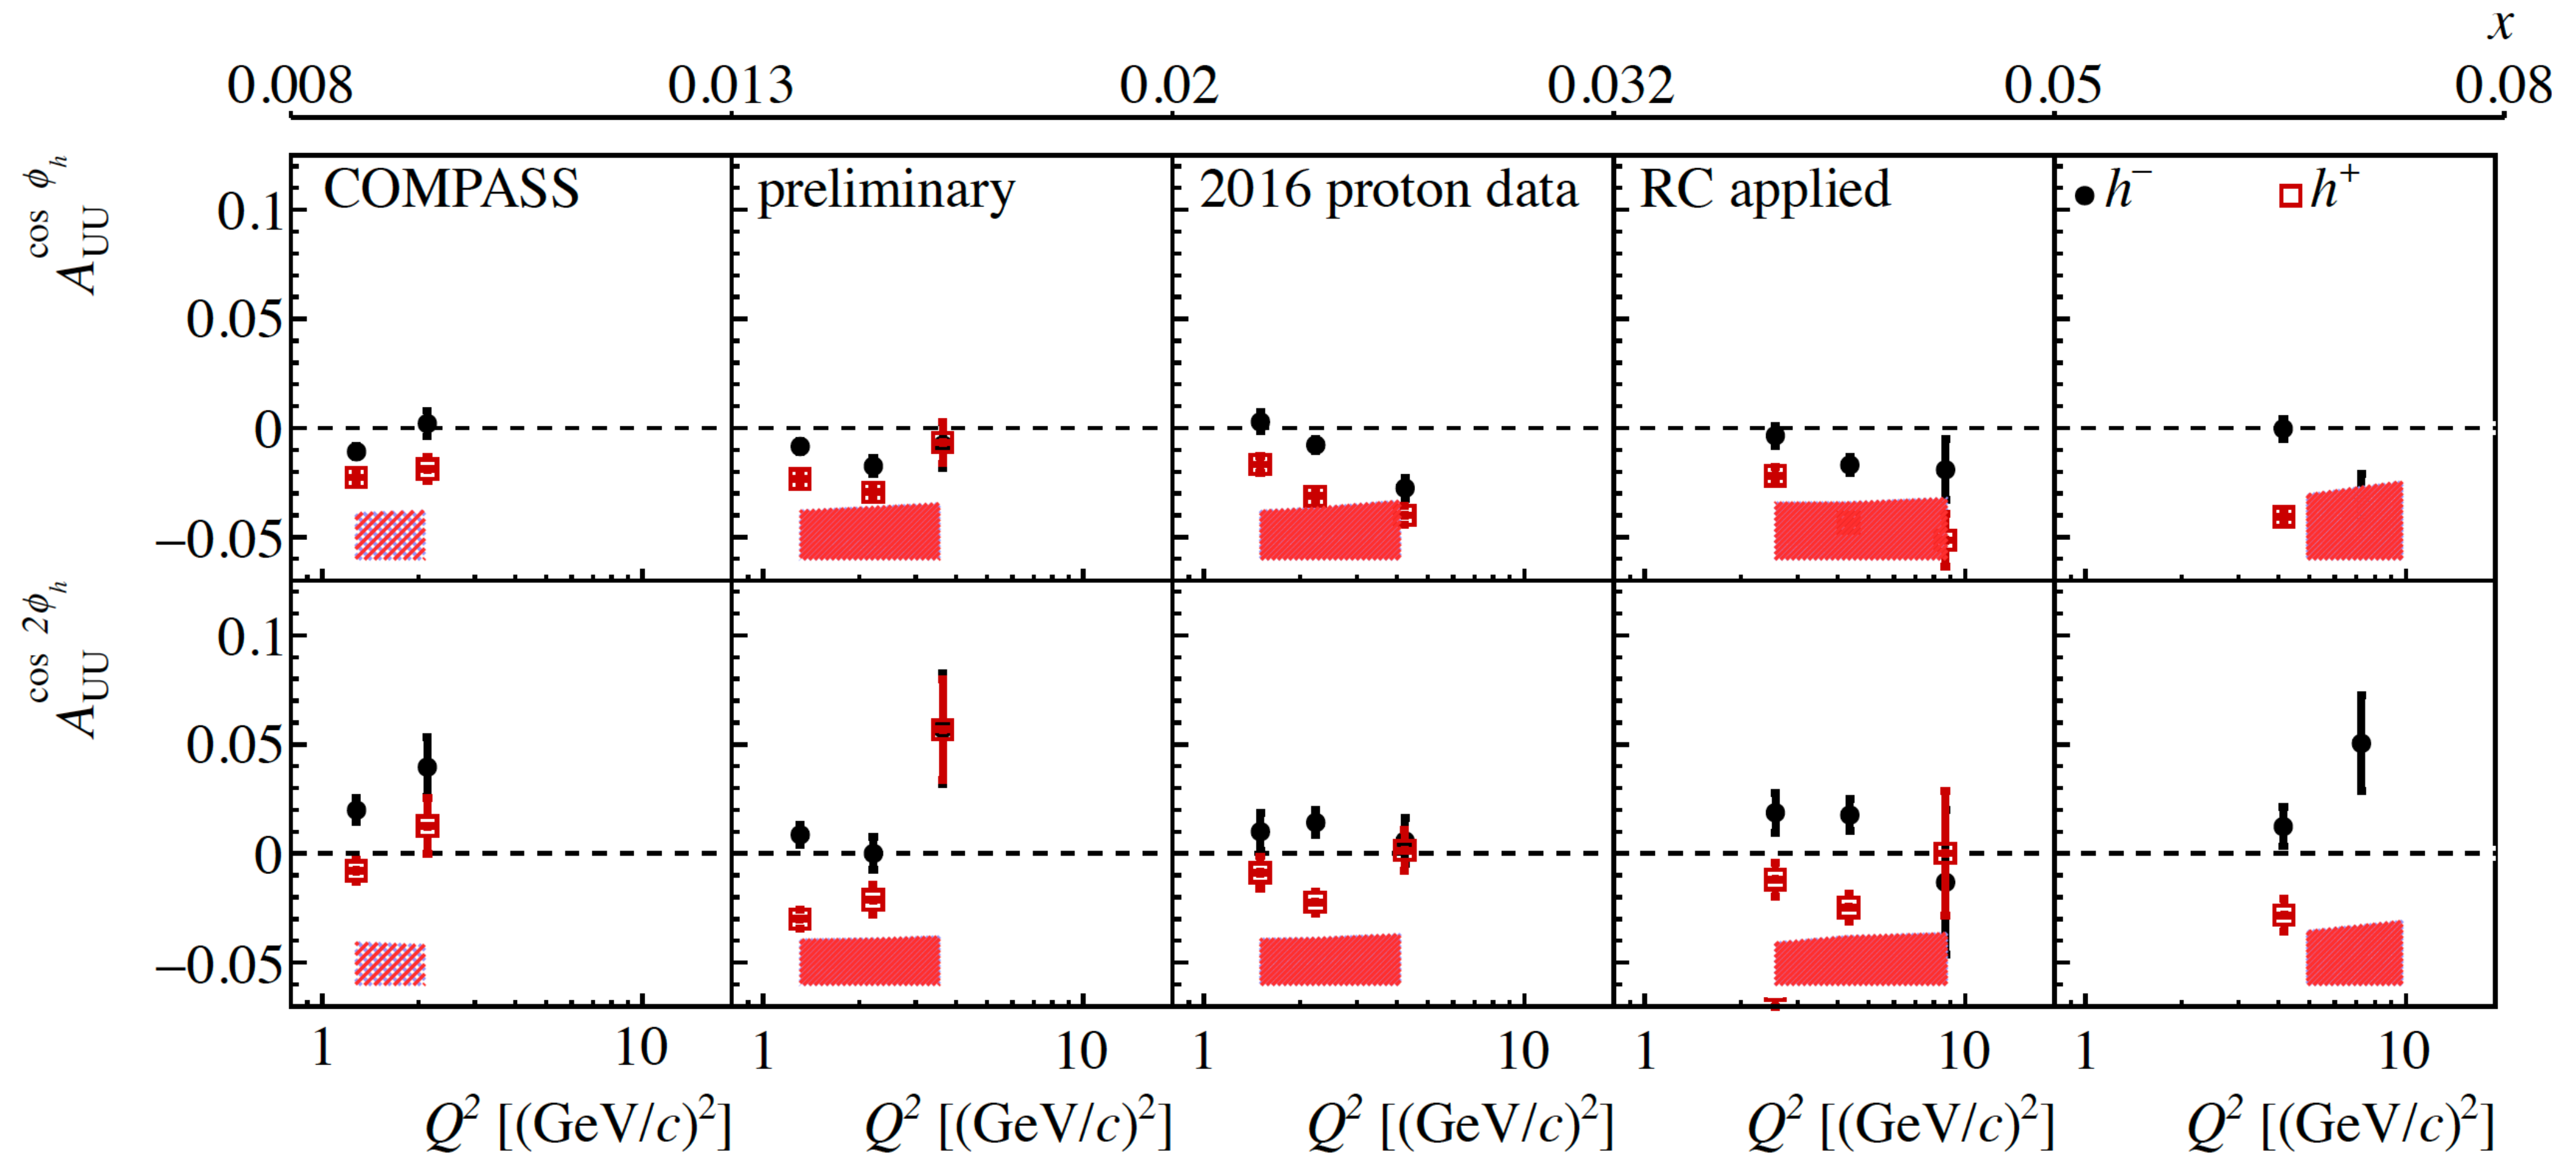 x
0.008 0.013 0.02 0.032 0.05 0.08
COMPASS preliminary 2016 proton data RC applied h⁻ h⁺
A_UU^cos ϕ_h
0.1
0.05
0
−0.05
A_UU^cos 2ϕ_h
0.1
0.05
0
−0.05
1 10 1 10 1 10 1 10 1 10
Q² [(GeV/c)²] Q² [(GeV/c)²] Q² [(GeV/c)²] Q² [(GeV/c)²] Q² [(GeV/c)²]